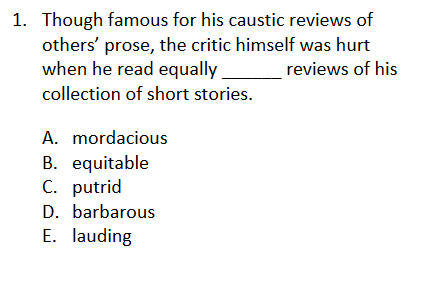 1. Though famous for his caustic reviews of
others’ prose, the critic himself was hurt
when he read equally ______ reviews of his
collection of short stories.
A. mordacious
B. equitable
C. putrid
D. barbarous
E. lauding